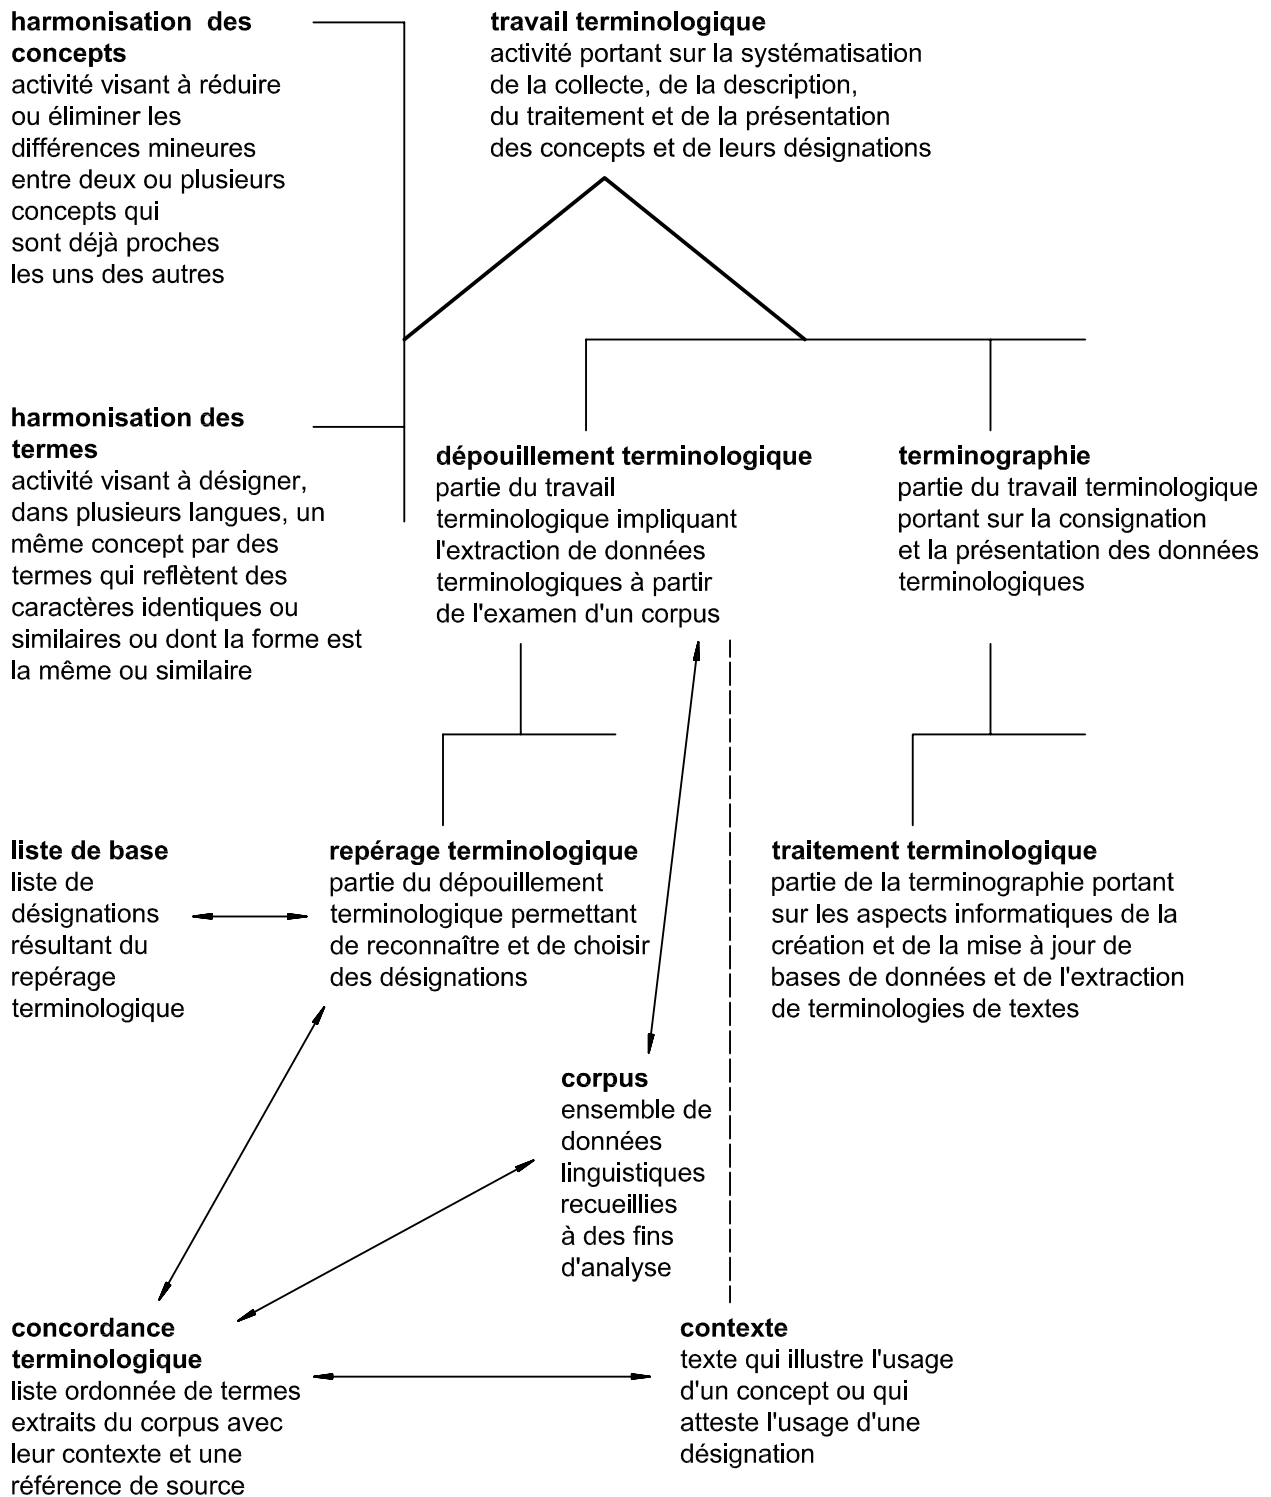 harmonisation des
concepts
activité visant à réduire
ou éliminer les
différences mineures
entre deux ou plusieurs
concepts qui
sont déjà proches
les uns des autres
travail terminologique
activité portant sur la systématisation
de la collecte, de la description,
du traitement et de la présentation
des concepts et de leurs désignations
harmonisation des
termes
activité visant à désigner,
dans plusieurs langues, un
même concept par des
termes qui reflètent des
caractères identiques ou
similaires ou dont la forme est
la même ou similaire
dépouillement terminologique
partie du travail
terminologique impliquant
l'extraction de données
terminologiques à partir
de l'examen d'un corpus
terminographie
partie du travail terminologique
portant sur la consignation
et la présentation des données
terminologiques
liste de base
liste de
désignations
résultant du
repérage
terminologique
repérage terminologique
partie du dépouillement
terminologique permettant
de reconnaître et de choisir
des désignations
traitement terminologique
partie de la terminographie portant
sur les aspects informatiques de la
création et de la mise à jour de
bases de données et de l'extraction
de terminologies de textes
corpus
ensemble de
données
linguistiques
recueillies
à des fins
d'analyse
concordance
terminologique
liste ordonnée de termes
extraits du corpus avec
leur contexte et une
référence de source
contexte
texte qui illustre l'usage
d'un concept ou qui
atteste l'usage d'une
désignation